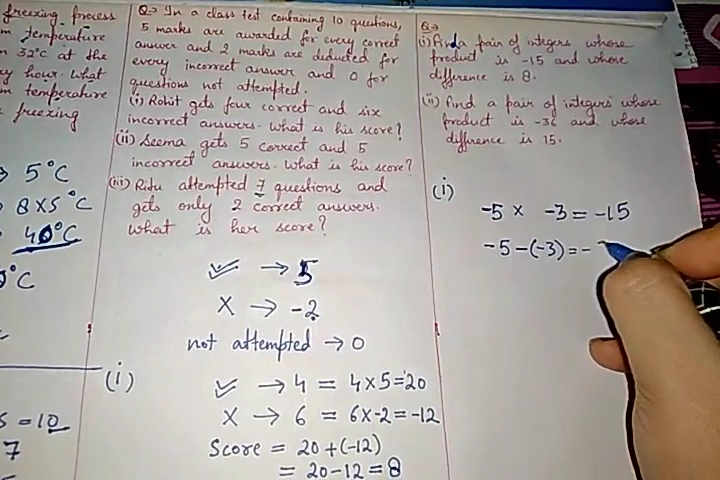 freezing process
temperature
32°C at the
hour. what
temperature
freezing
5°C
8X5°C
40°C
0°C
= 10
7
Q→ In a class test containing 10 questions,
5 marks are awarded for every correct
answer and 2 marks are deducted for
every incorrect answer and 0 for
questions not attempted.
(i) Rohit gets four correct and six
incorrect answers. What is his score?
(ii) Seema gets 5 correct and 5
incorrect answers. What is his score?
(iii) Ritu attempted 7 questions and
gets only 2 correct answers.
what is her score?
✓ → 5
X → -2
not attempted → 0
(i) ✓ → 4 = 4x5=20
X → 6 = 6X-2=-12
Score = 20+(-12)
= 20-12=8
Q→
(i) Find a pair of integers whose
product is -15 and whose
difference is 8.
(ii) find a pair of integers whose
product is -36 and whose
difference is 15.
(i)
-5 x -3 = -15
-5-(-3)=-